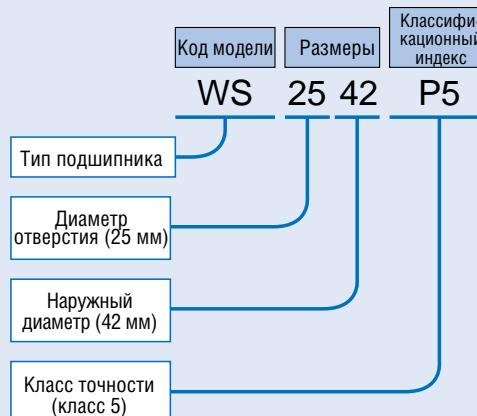 Код модели
Размеры
Классифи-
кационный
индекс
WS 25 42 P5
Тип подшипника
Диаметр
отверстия (25 мм)
Наружный
диаметр (42 мм)
Класс точности
(класс 5)